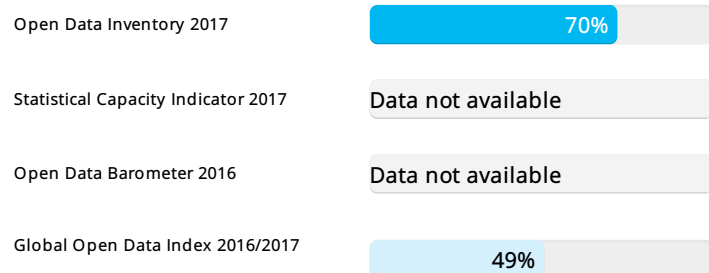 Open Data Inventory 2017
70%
Statistical Capacity Indicator 2017
Data not available
Open Data Barometer 2016
Data not available
Global Open Data Index 2016/2017
49%